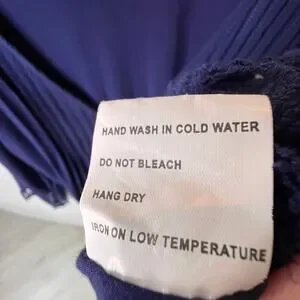 HAND WASH IN COLD WATER
DO NOT BLEACH
HANG DRY
IRON ON LOW TEMPERATURE